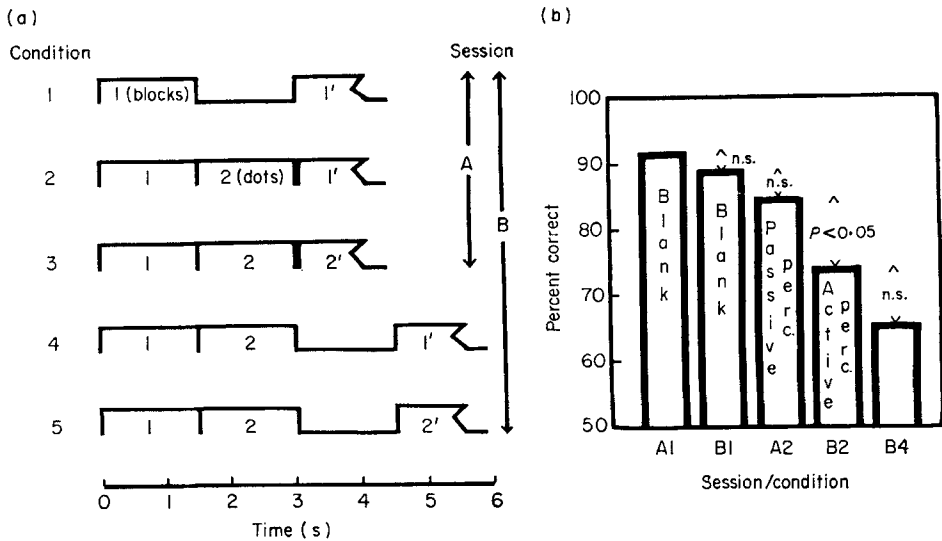 (a)
Condition
Session
1
1 (blocks)
1'
2
1
2 (dots)
1'
3
1
2
2'
4
1
2
1'
5
1
2
2'
A
B
0 1 2 3 4 5 6
Time (s)
(b)
Percent correct
100
90
80
70
60
50
Blank
Blank
^
n.s.
Passive
perc.
^
n.s.
Active
perc.
^
P<0·05
^
n.s.
A1 B1 A2 B2 B4
Session/condition